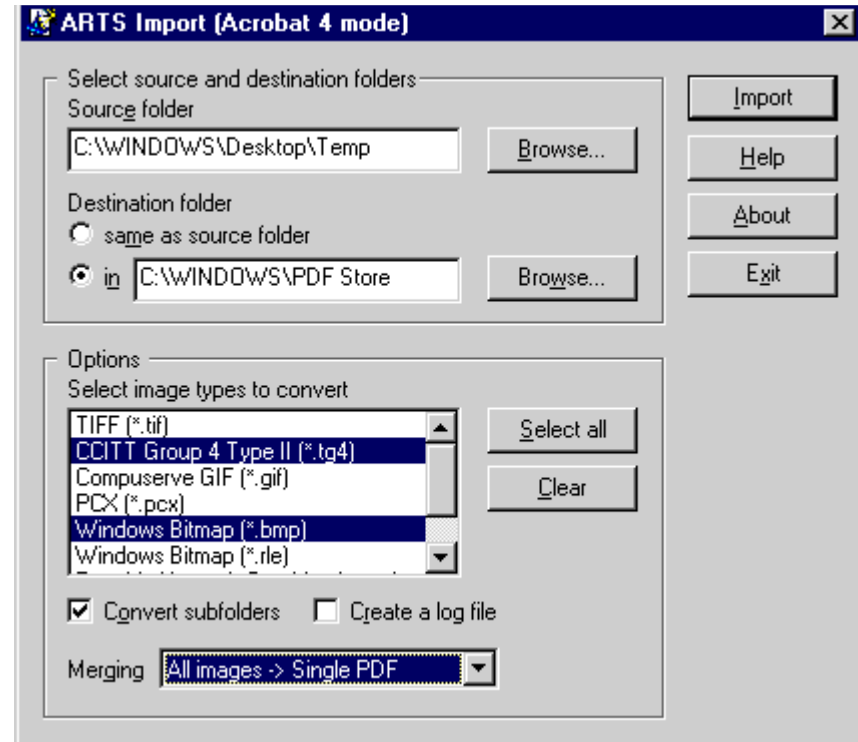 ARTS Import (Acrobat 4 mode)
Select source and destination folders
Source folder
C:\WINDOWS\Desktop\Temp
Browse...
Destination folder
same as source folder
in
C:\WINDOWS\PDF Store
Browse...
Import
Help
About
Exit
Options
Select image types to convert
TIFF (*.tif)
CCITT Group 4 Type II (*.tg4)
Compuserve GIF (*.gif)
PCX (*.pcx)
Windows Bitmap (*.bmp)
Windows Bitmap (*.rle)
Select all
Clear
Convert subfolders
Create a log file
Merging
All images -> Single PDF